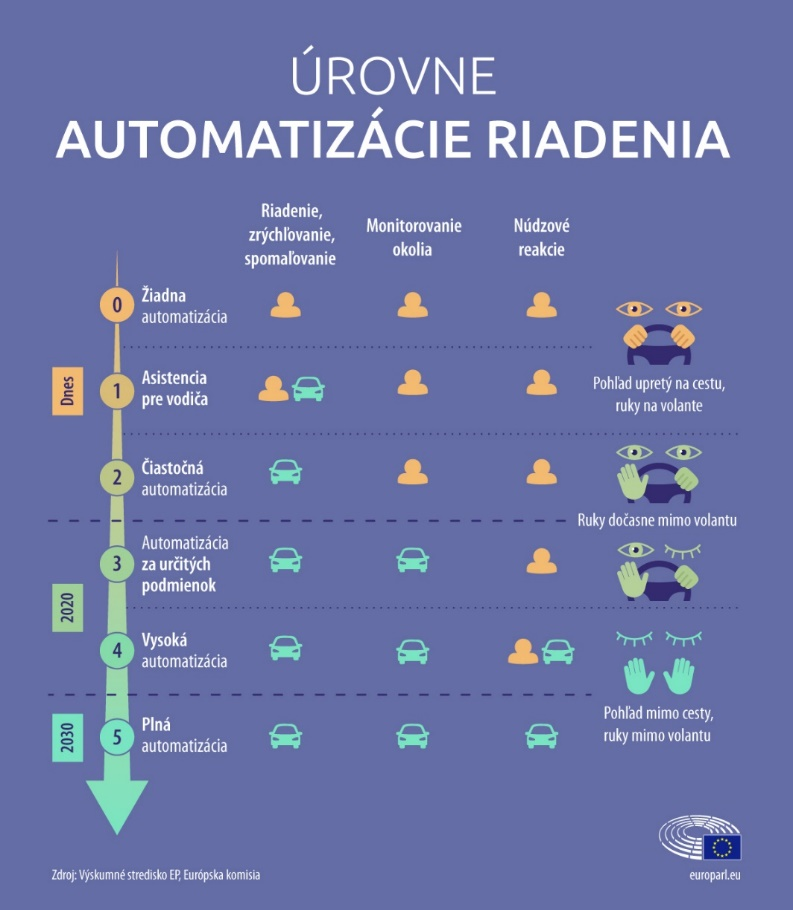 ÚROVNE
AUTOMATIZÁCIE RIADENIA
Riadenie,
zrýchľovanie,
spomaľovanie
Monitorovanie
okolia
Núdzové
reakcie
0
Žiadna
automatizácia
Dnes
1
Asistencia
pre vodiča
Pohľad upretý na cestu,
ruky na volante
2
Čiastočná
automatizácia
Ruky dočasne mimo volantu
2020
3
Automatizácia
za určitých
podmienok
4
Vysoká
automatizácia
Pohľad mimo cesty,
ruky mimo volantu
2030
5
Plná
automatizácia
Zdroj: Výskumné stredisko EP, Európska komisia
europarl.eu